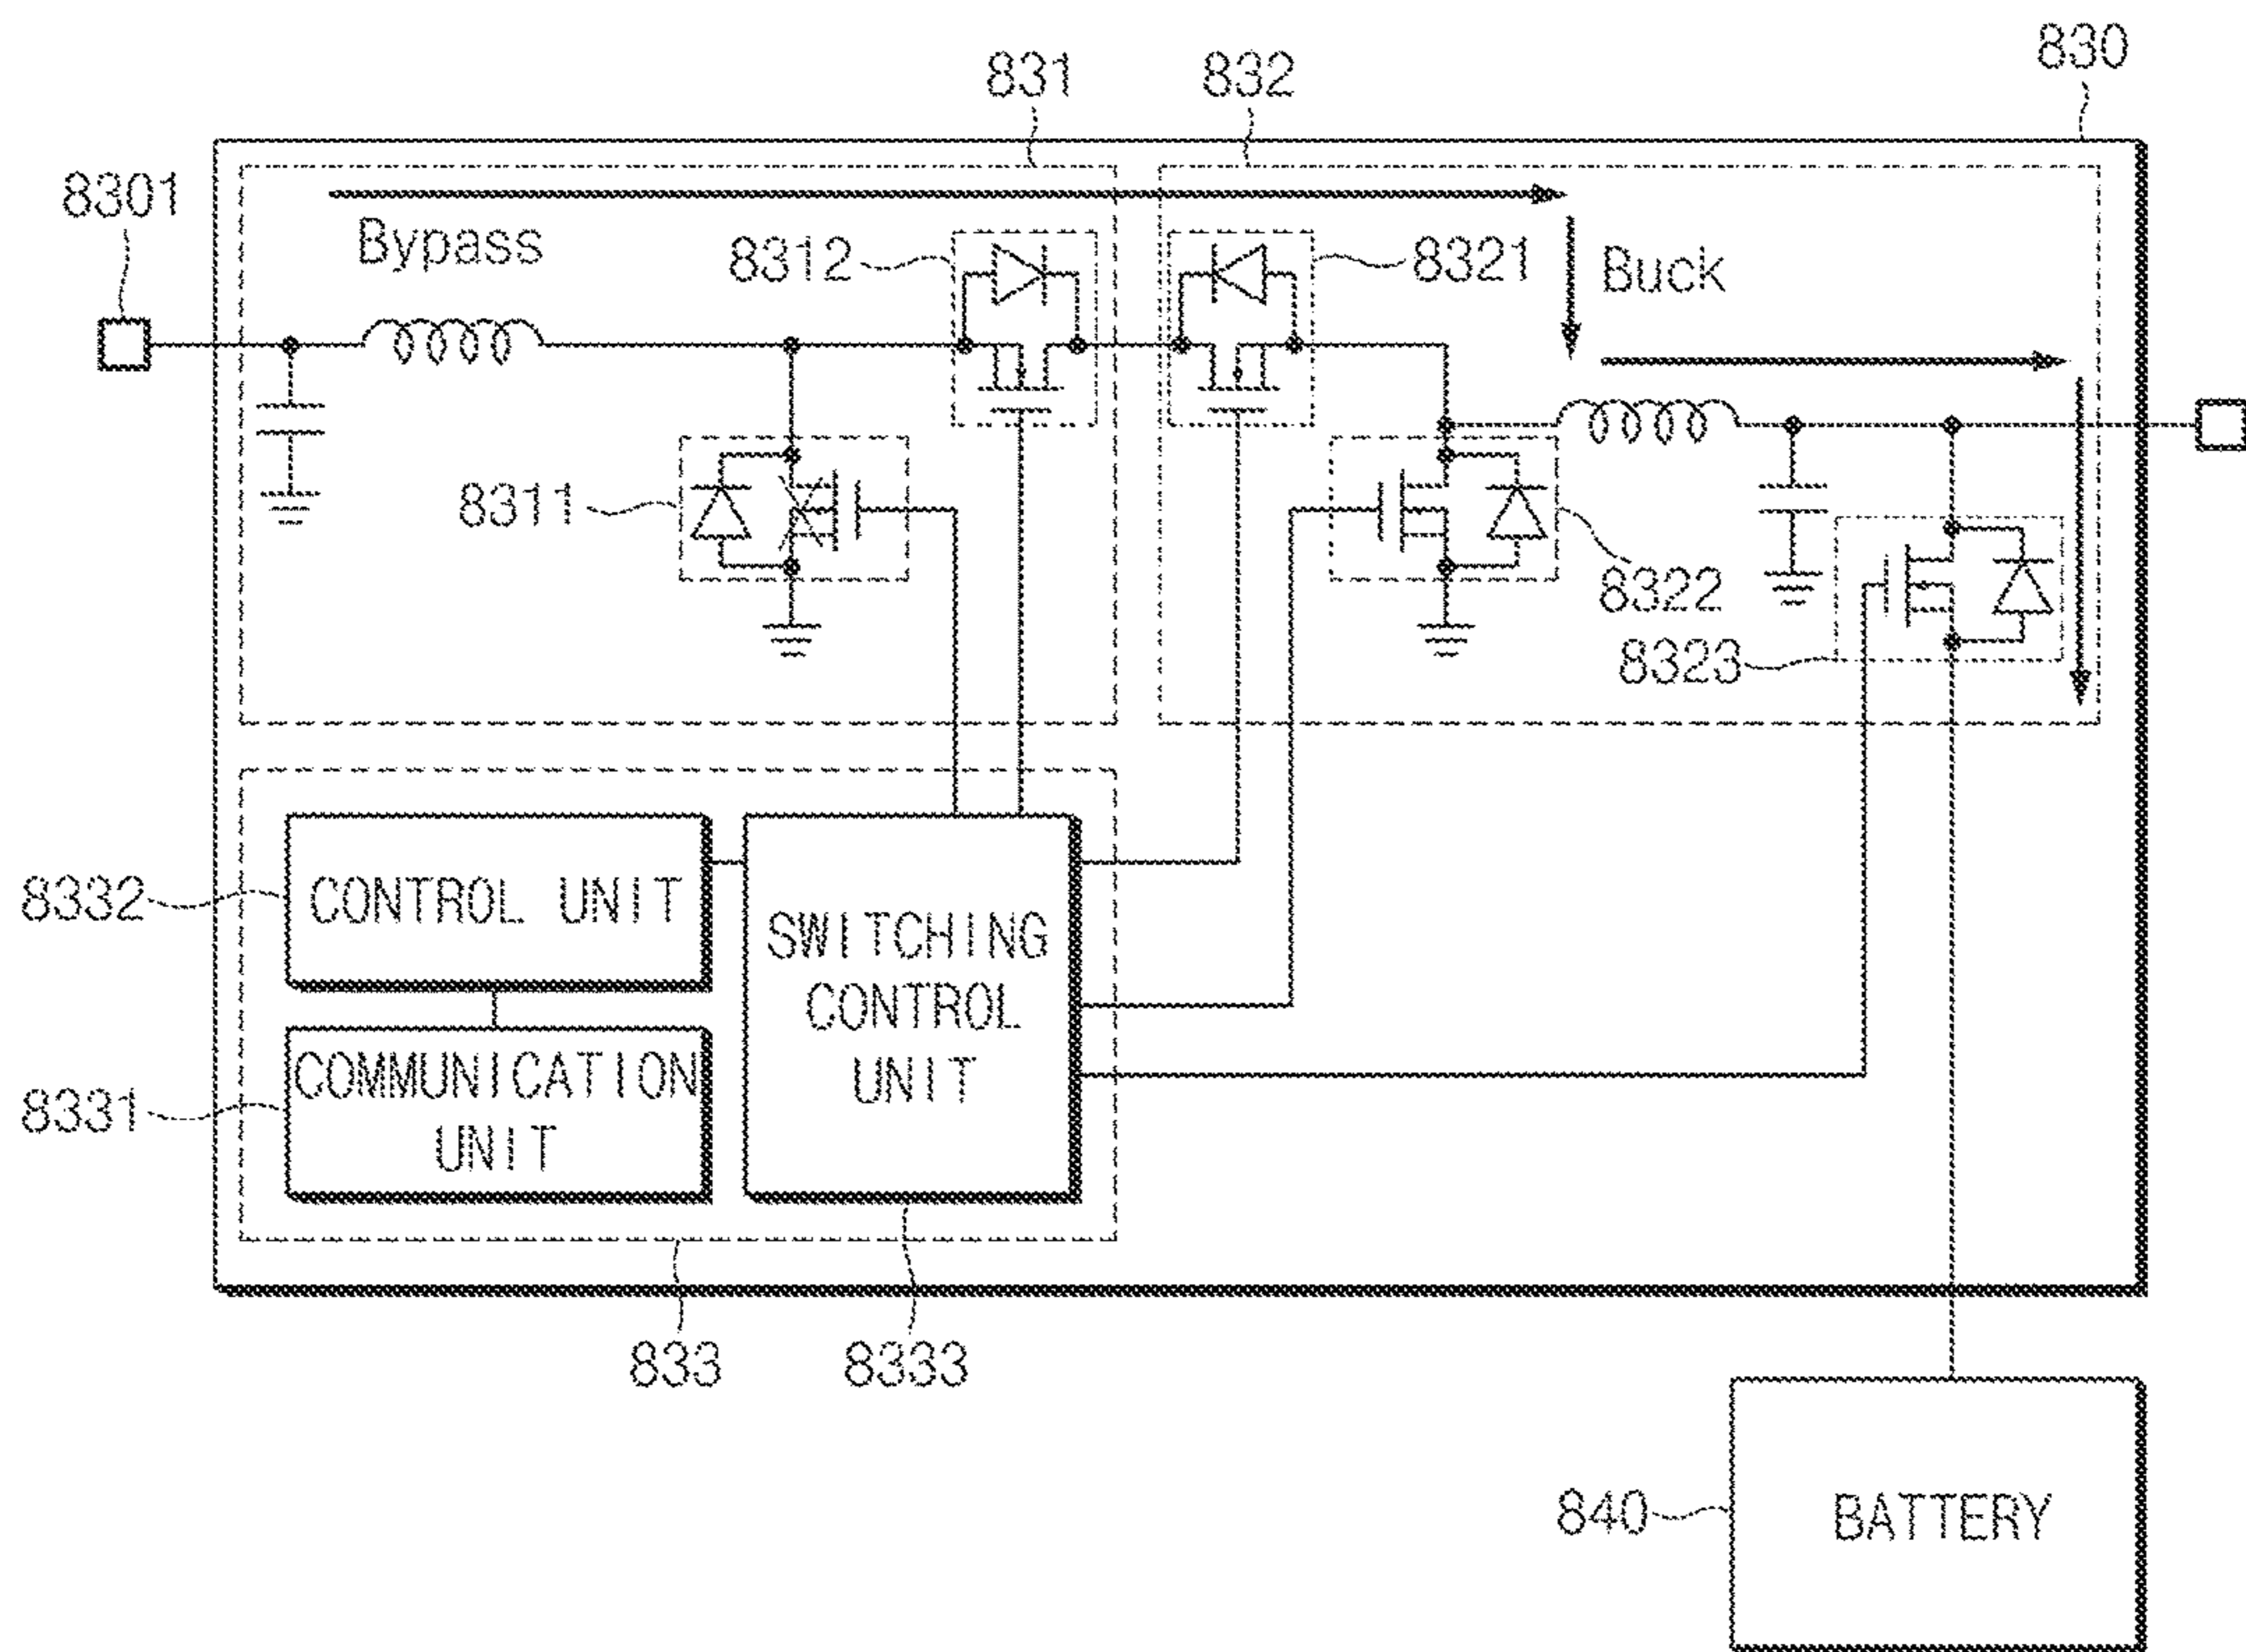 830
831
832
8301
Bypass
8312
8321
Buck
8311
8322
8323
8332
CONTROL UNIT
SWITCHING
CONTROL
UNIT
8331
COMMUNICATION
UNIT
833
8333
840
BATTERY